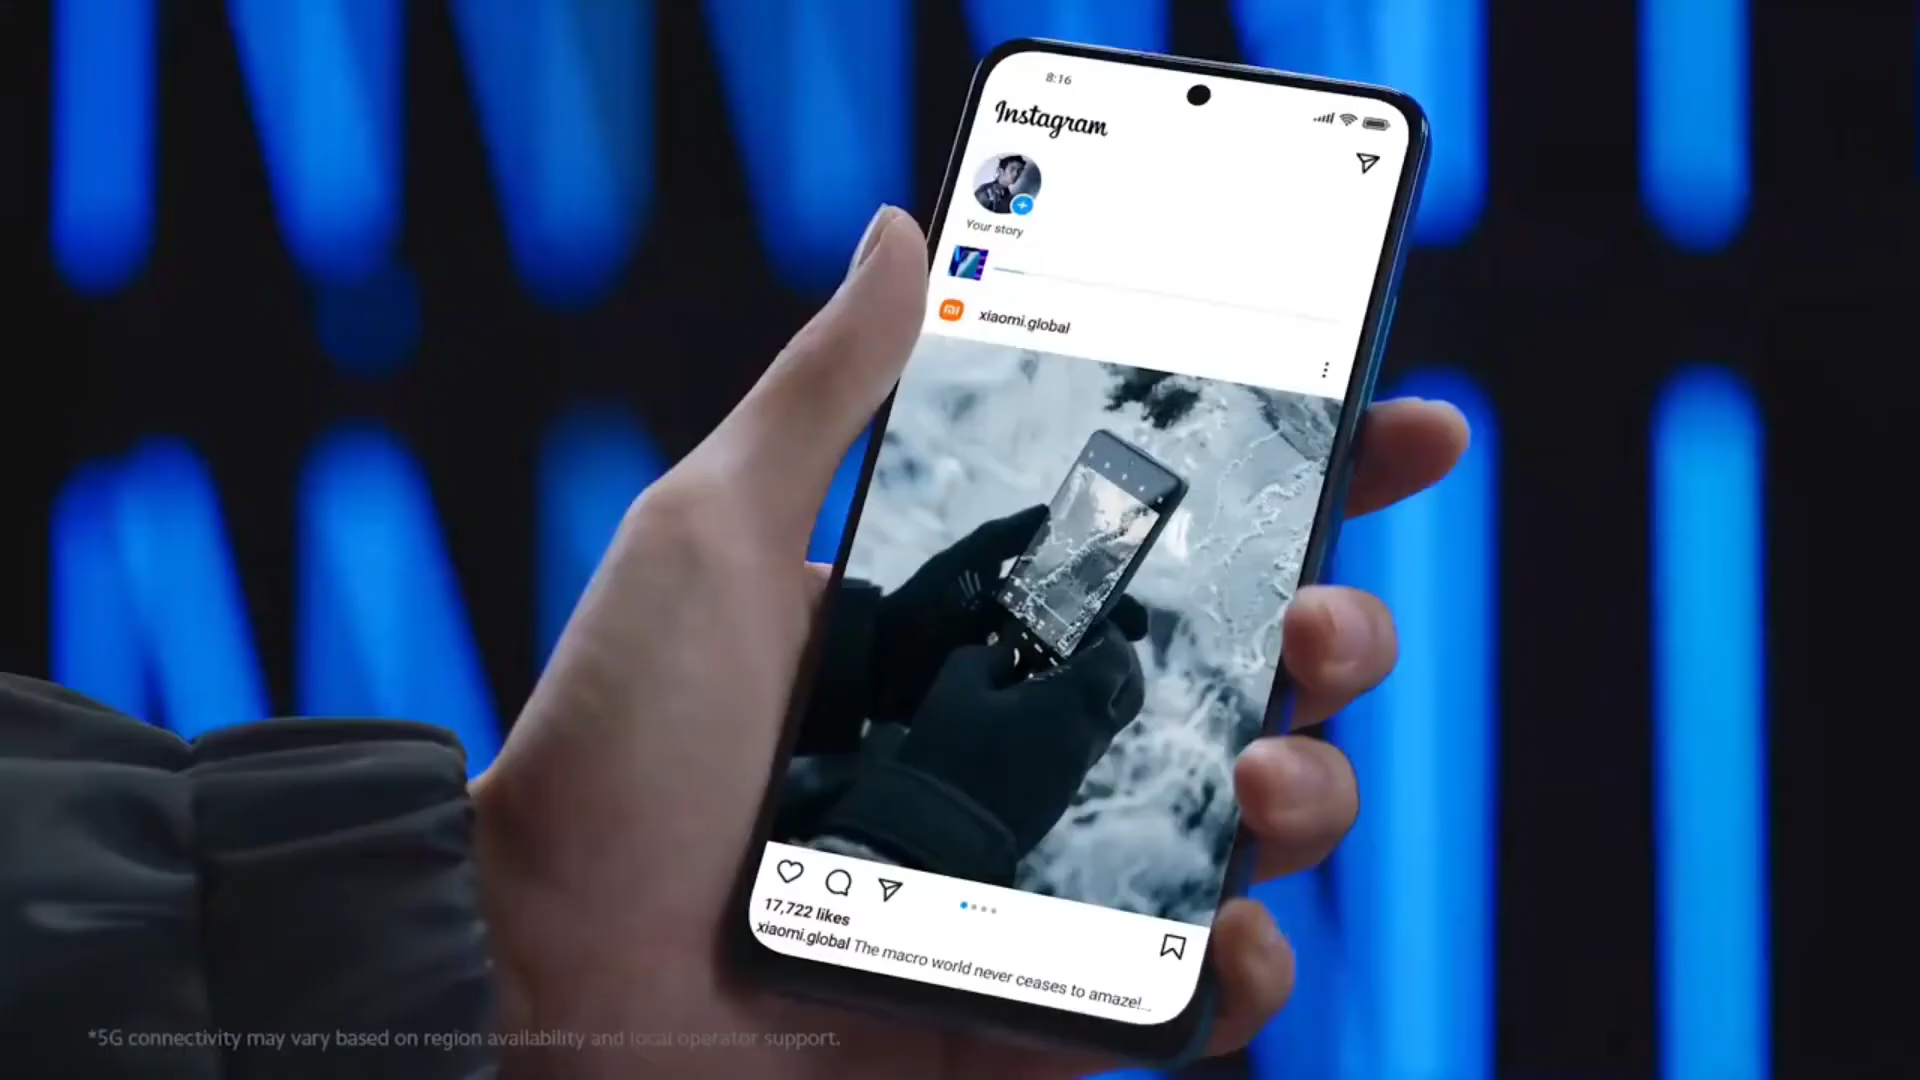 8:16
Instagram
Your story
mi
xiaomi.global
17,722 likes
xiaomi.global The macro world never ceases to amaze!...
*5G connectivity may vary based on region availability and local operator support.